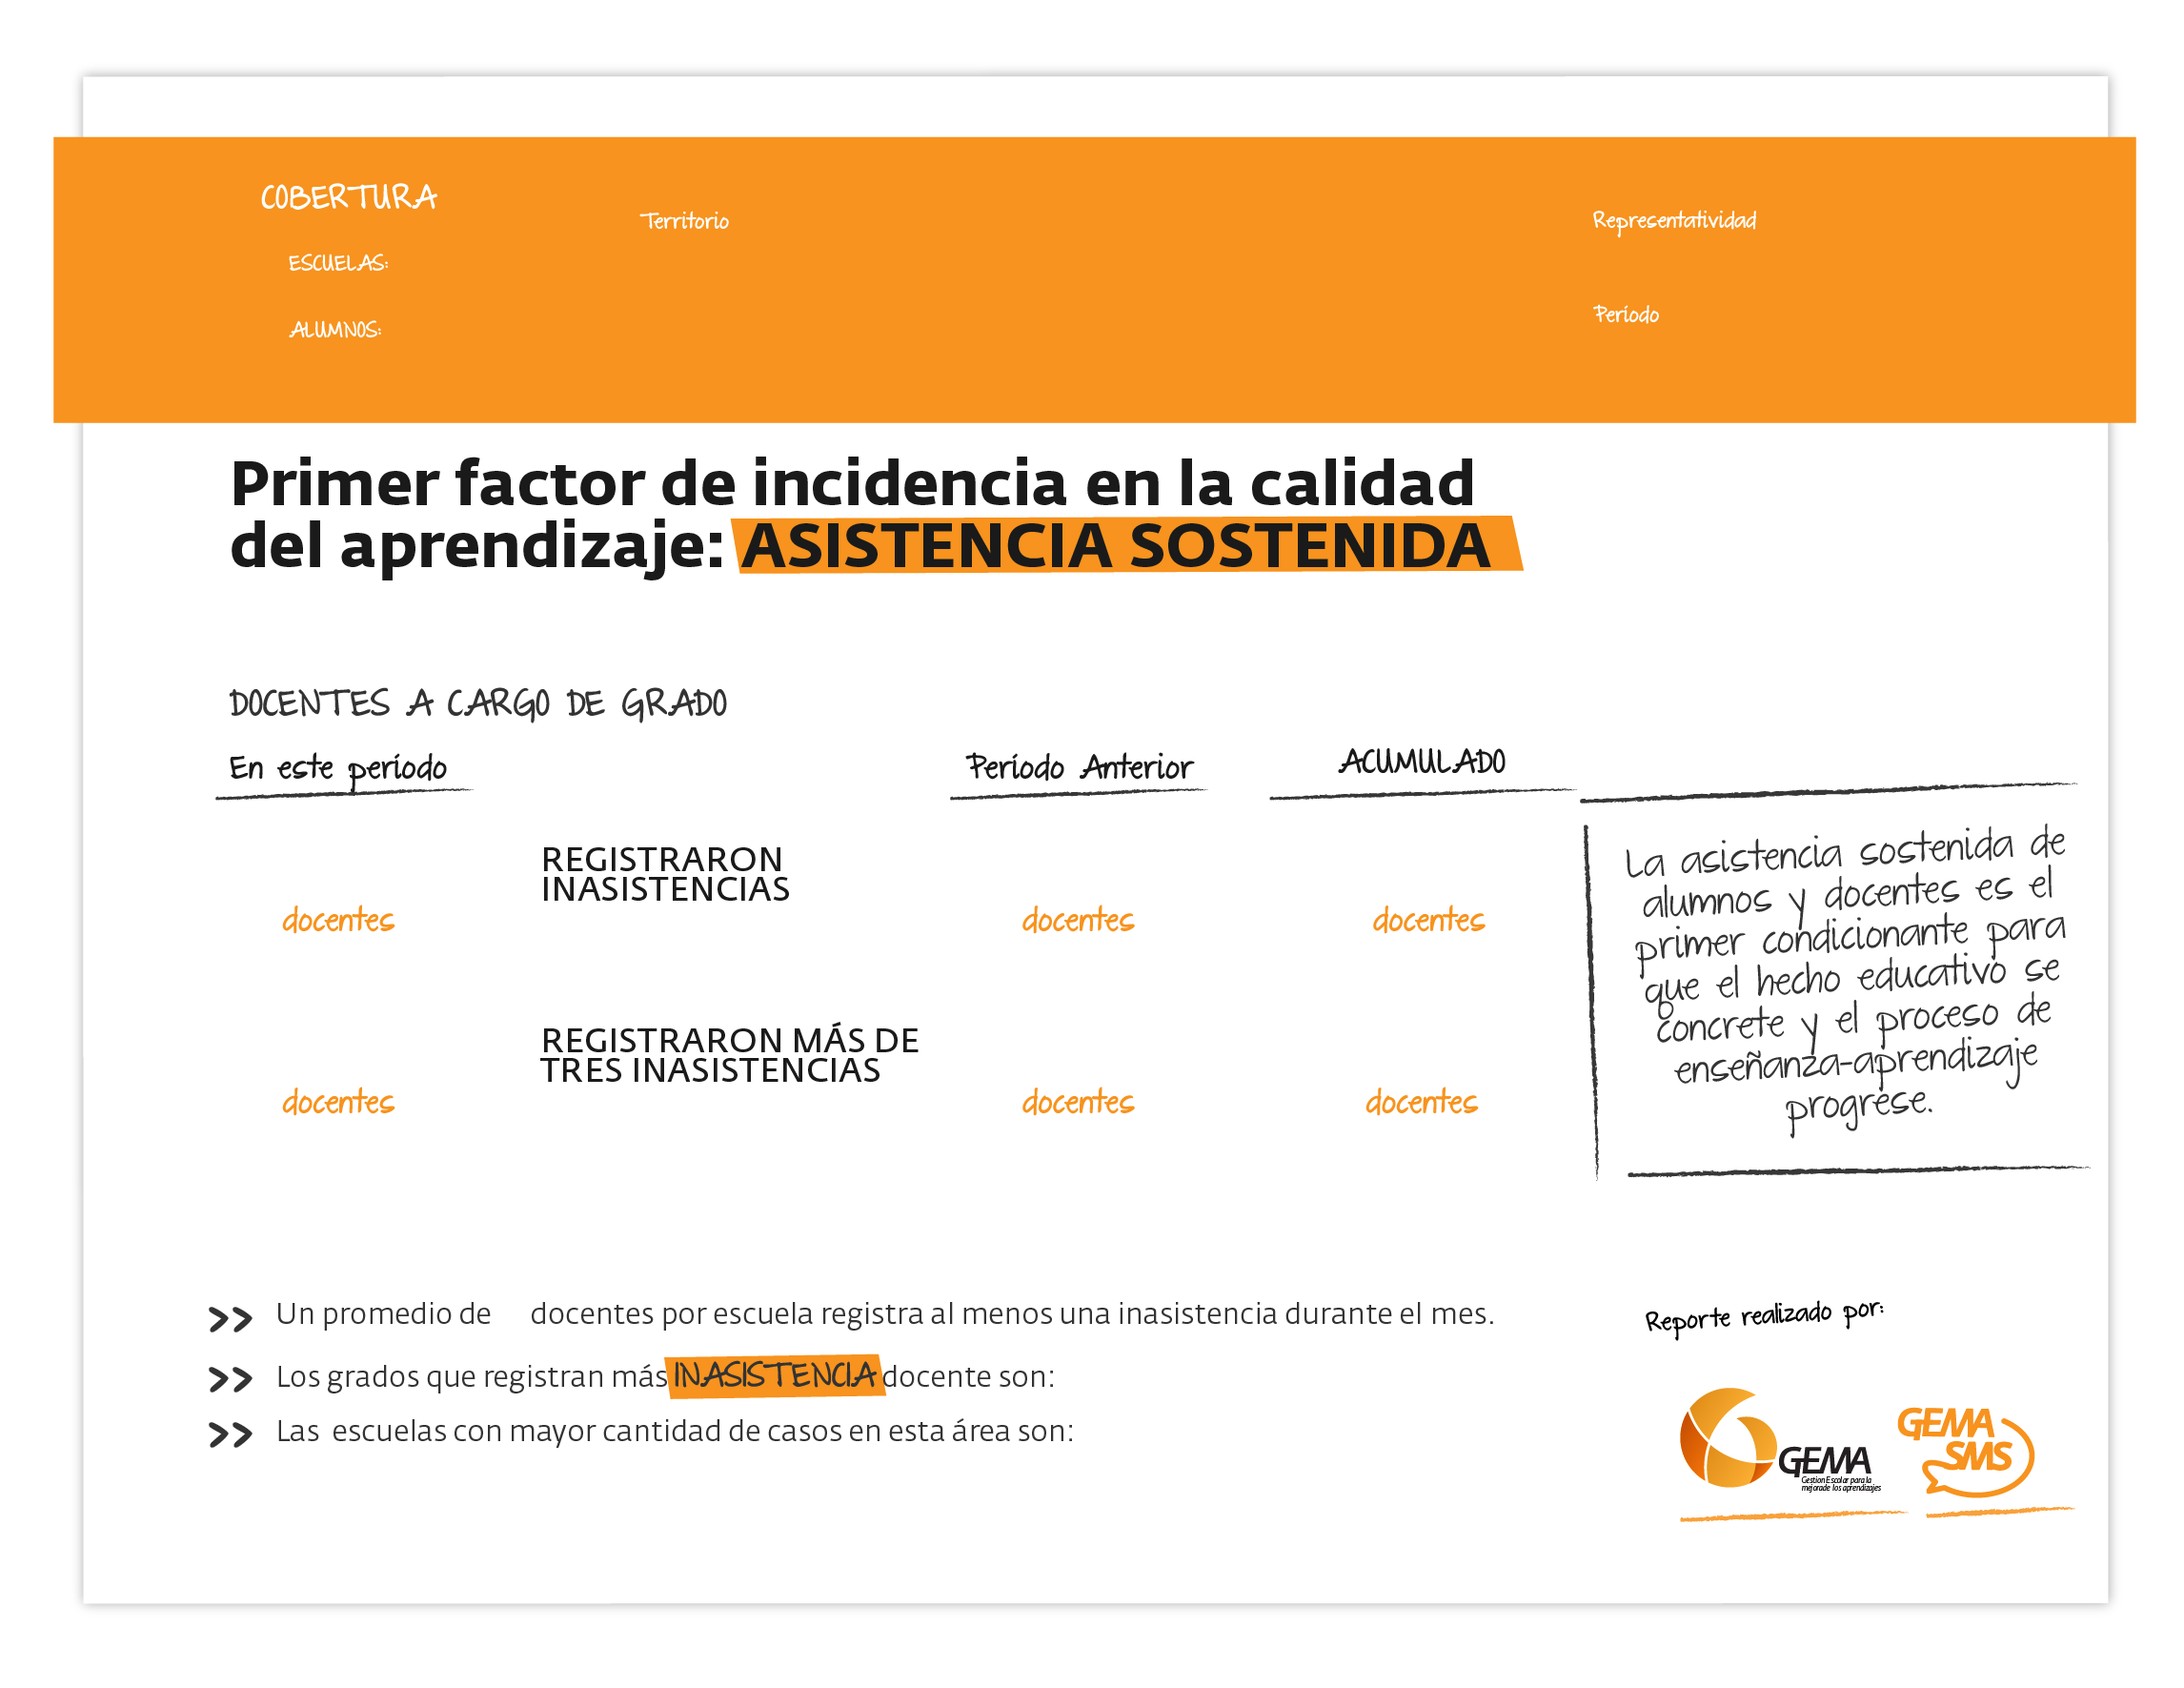 COBERTURA
Territorio
Representatividad
ESCUELAS:
Período
ALUMNOS:
Primer factor de incidencia en la calidad
del aprendizaje: ASISTENCIA SOSTENIDA
DOCENTES A CARGO DE GRADO
En este período
Período Anterior
ACUMULADO
REGISTRARON
INASISTENCIAS
docentes
docentes
docentes
REGISTRARON MÁS DE
TRES INASISTENCIAS
docentes
docentes
docentes
La asistencia sostenida de
alumnos y docentes es el
primer condicionante para
que el hecho educativo se
concrete y el proceso de
enseñanza-aprendizaje
progrese.
>> Un promedio de docentes por escuela registra al menos una inasistencia durante el mes.
>> Los grados que registran más INASISTENCIA docente son:
>> Las escuelas con mayor cantidad de casos en esta área son:
Reporte realizado por:
GEMA
Gestion Escolar para la
mejora de los aprendizajes
GEMA
SMS